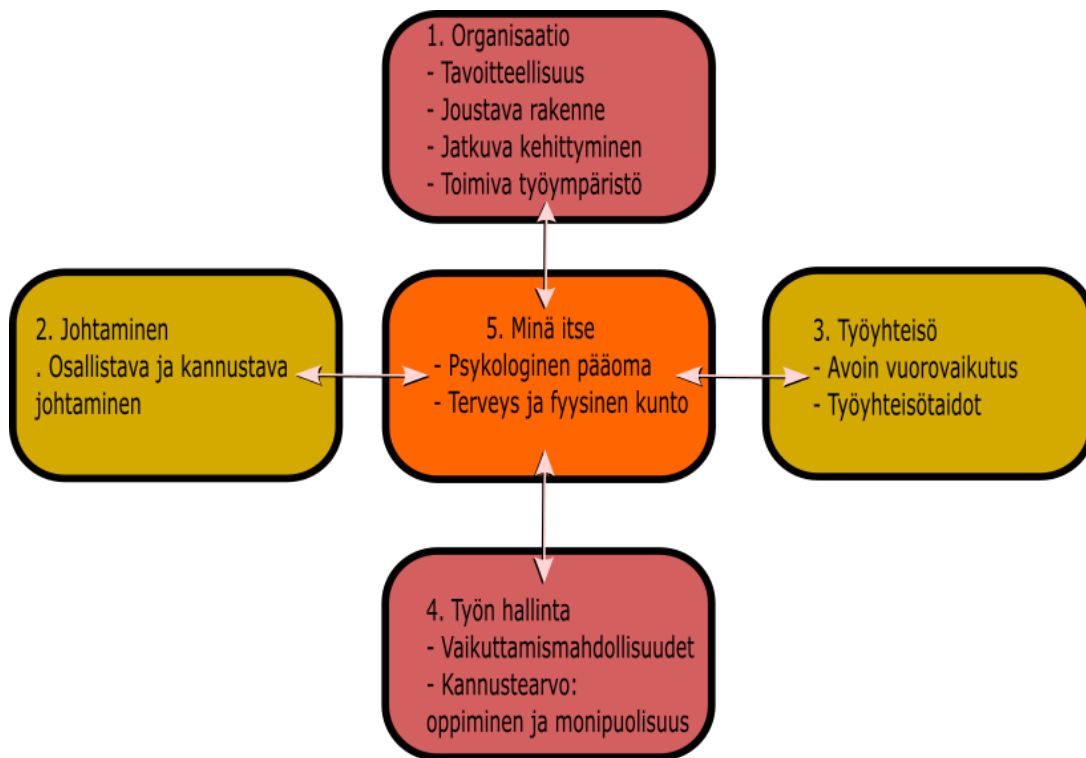 1. Organisaatio
- Tavoitteellisuus
- Joustava rakenne
- Jatkuva kehittyminen
- Toimiva työympäristö
2. Johtaminen
. Osallistava ja kannustava
johtaminen
5. Minä itse
- Psykologinen pääoma
- Terveys ja fyysinen kunto
3. Työyhteisö
- Avoin vuorovaikutus
- Työyhteisötaidot
4. Työn hallinta
- Vaikuttamismahdollisuudet
- Kannustearvo:
oppiminen ja monipuolisuus